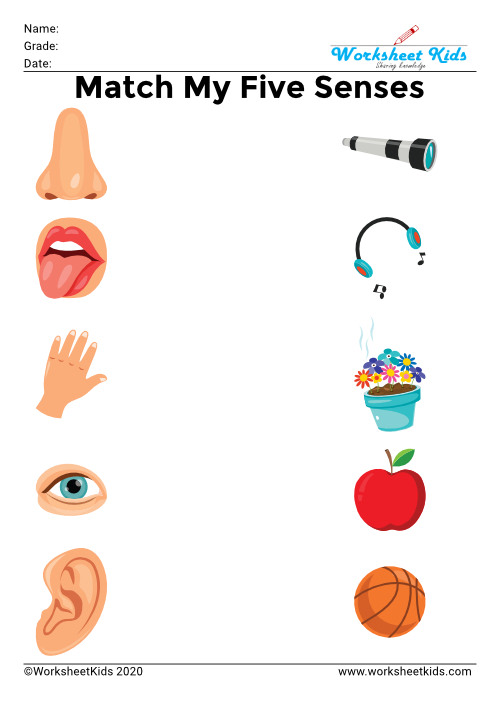 Name:
Grade:
Date:
Worksheet Kids
Sharing knowledge
Match My Five Senses
©WorksheetKids 2020
www.worksheetkids.com